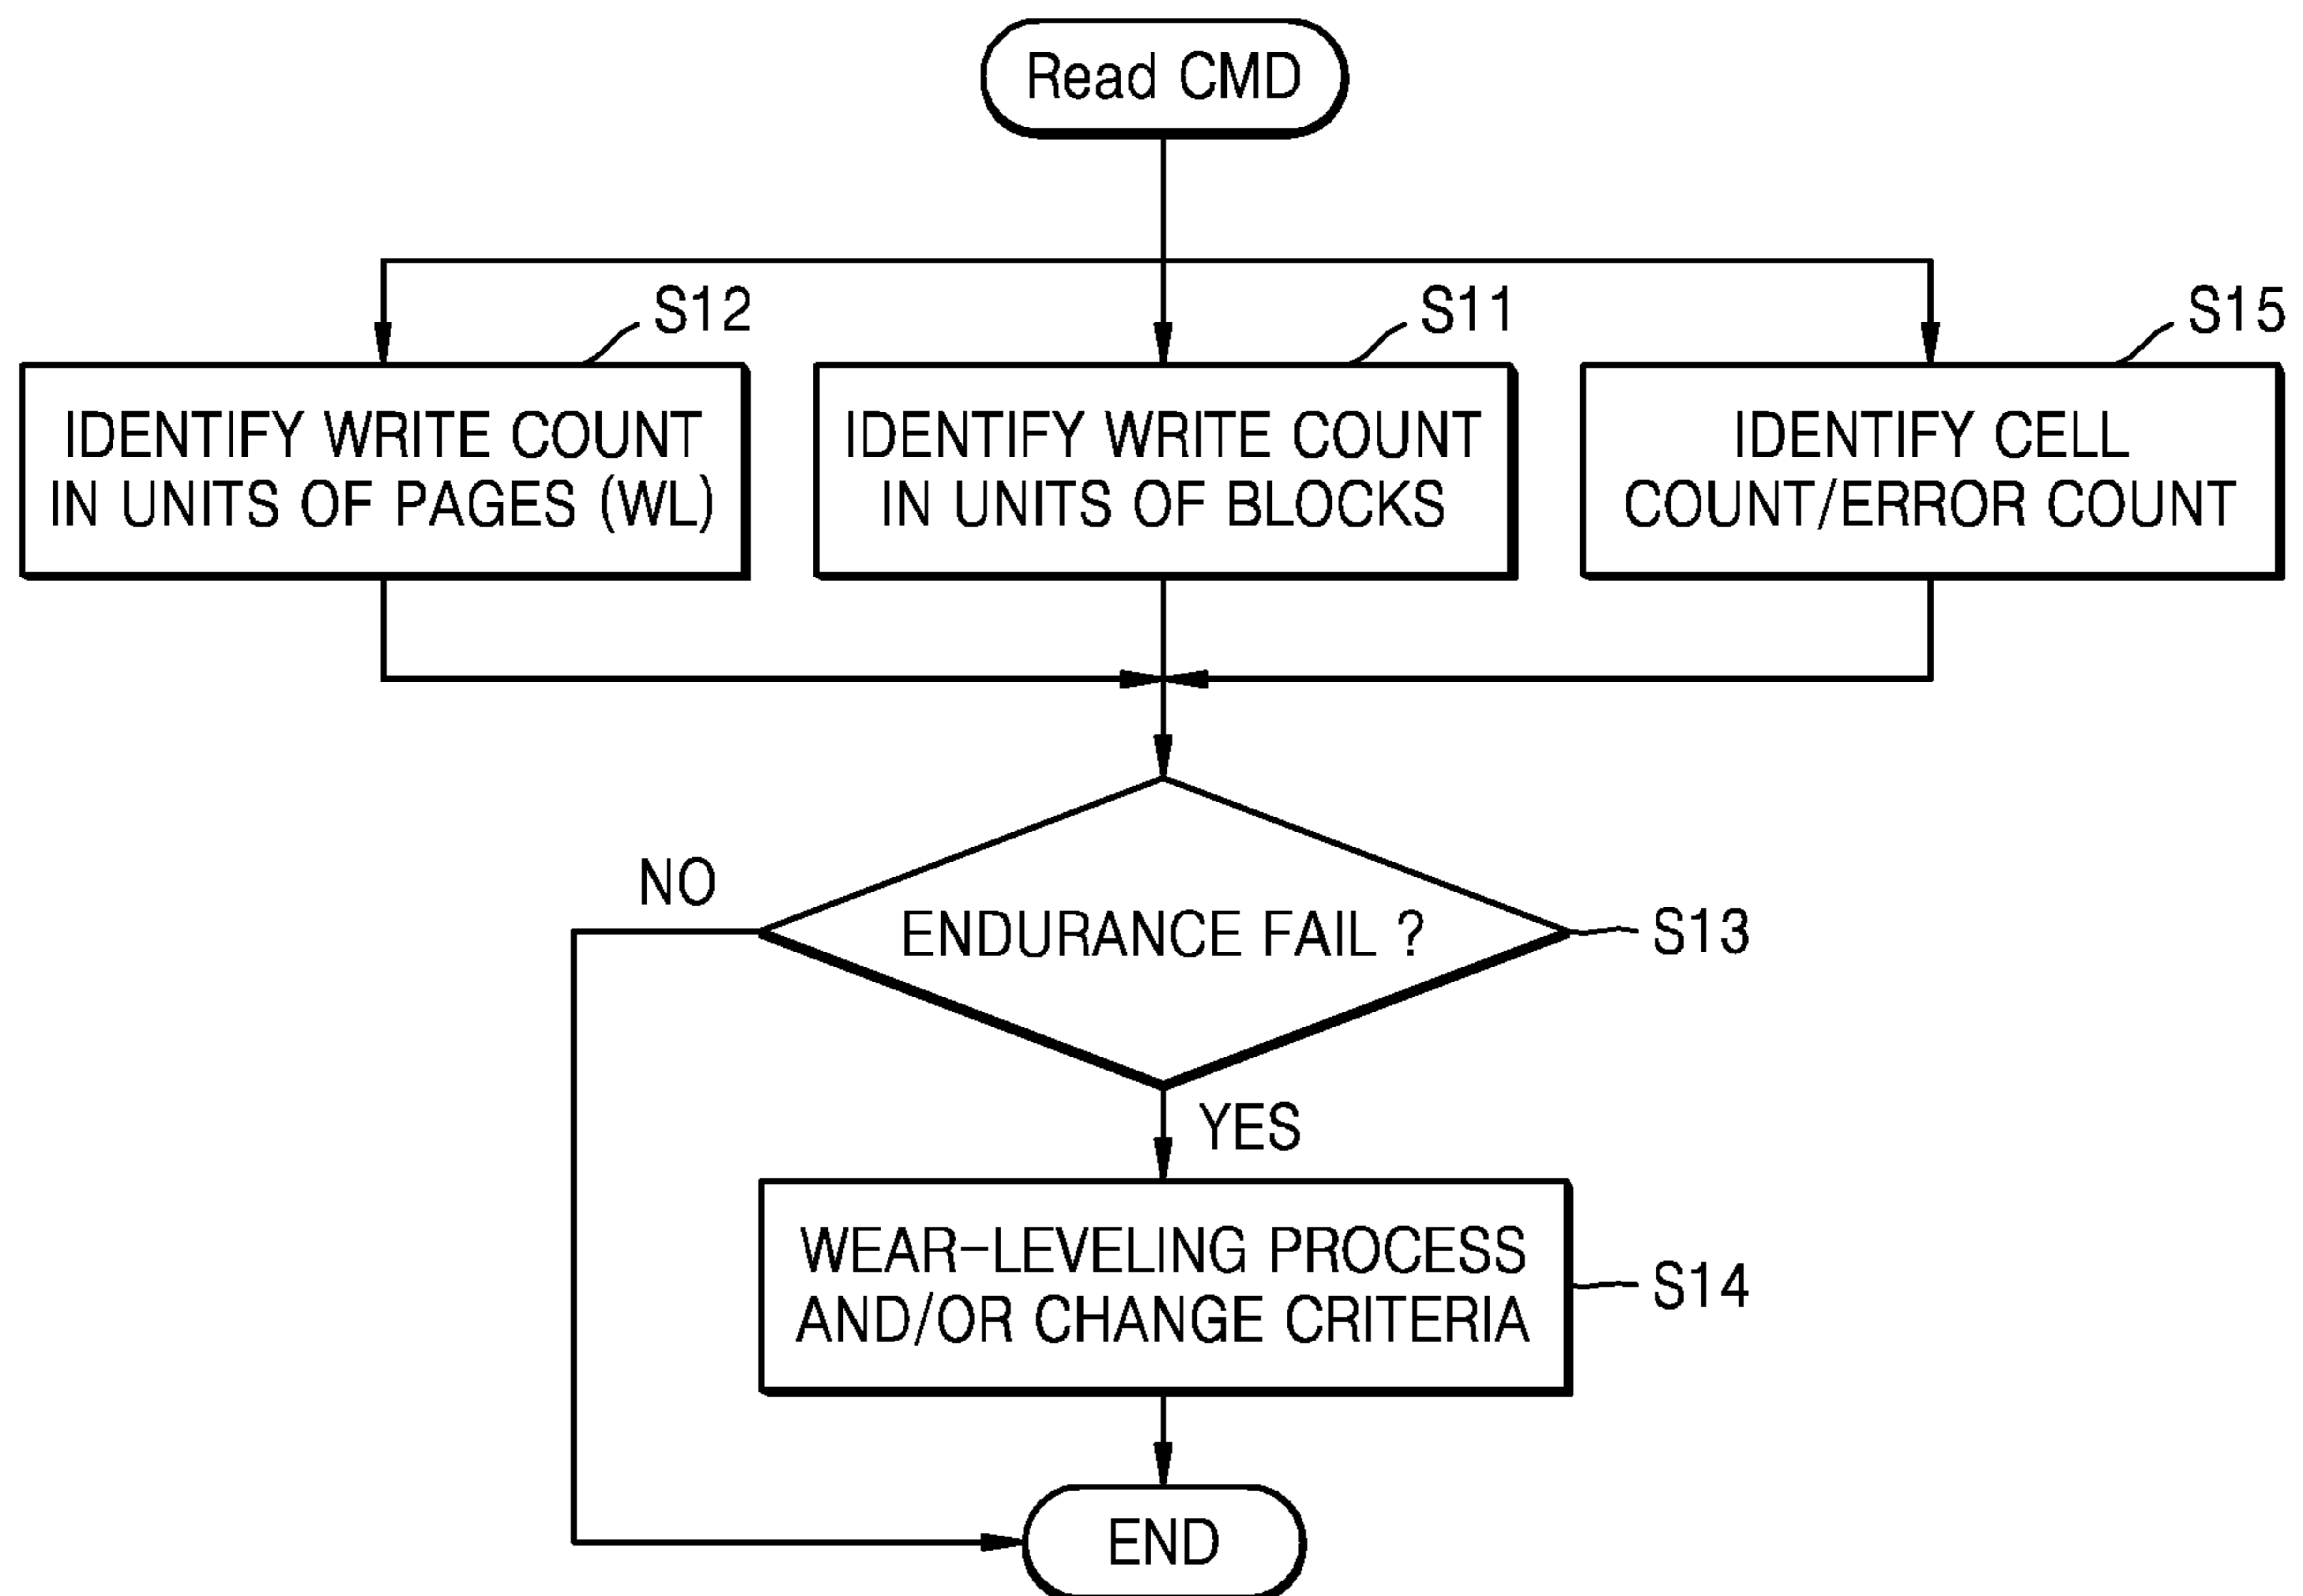 Read CMD
S12
S11
S15
IDENTIFY WRITE COUNT
IN UNITS OF PAGES (WL)
IDENTIFY WRITE COUNT
IN UNITS OF BLOCKS
IDENTIFY CELL
COUNT/ERROR COUNT
NO
ENDURANCE FAIL ?
S13
YES
WEAR-LEVELING PROCESS
AND/OR CHANGE CRITERIA
S14
END